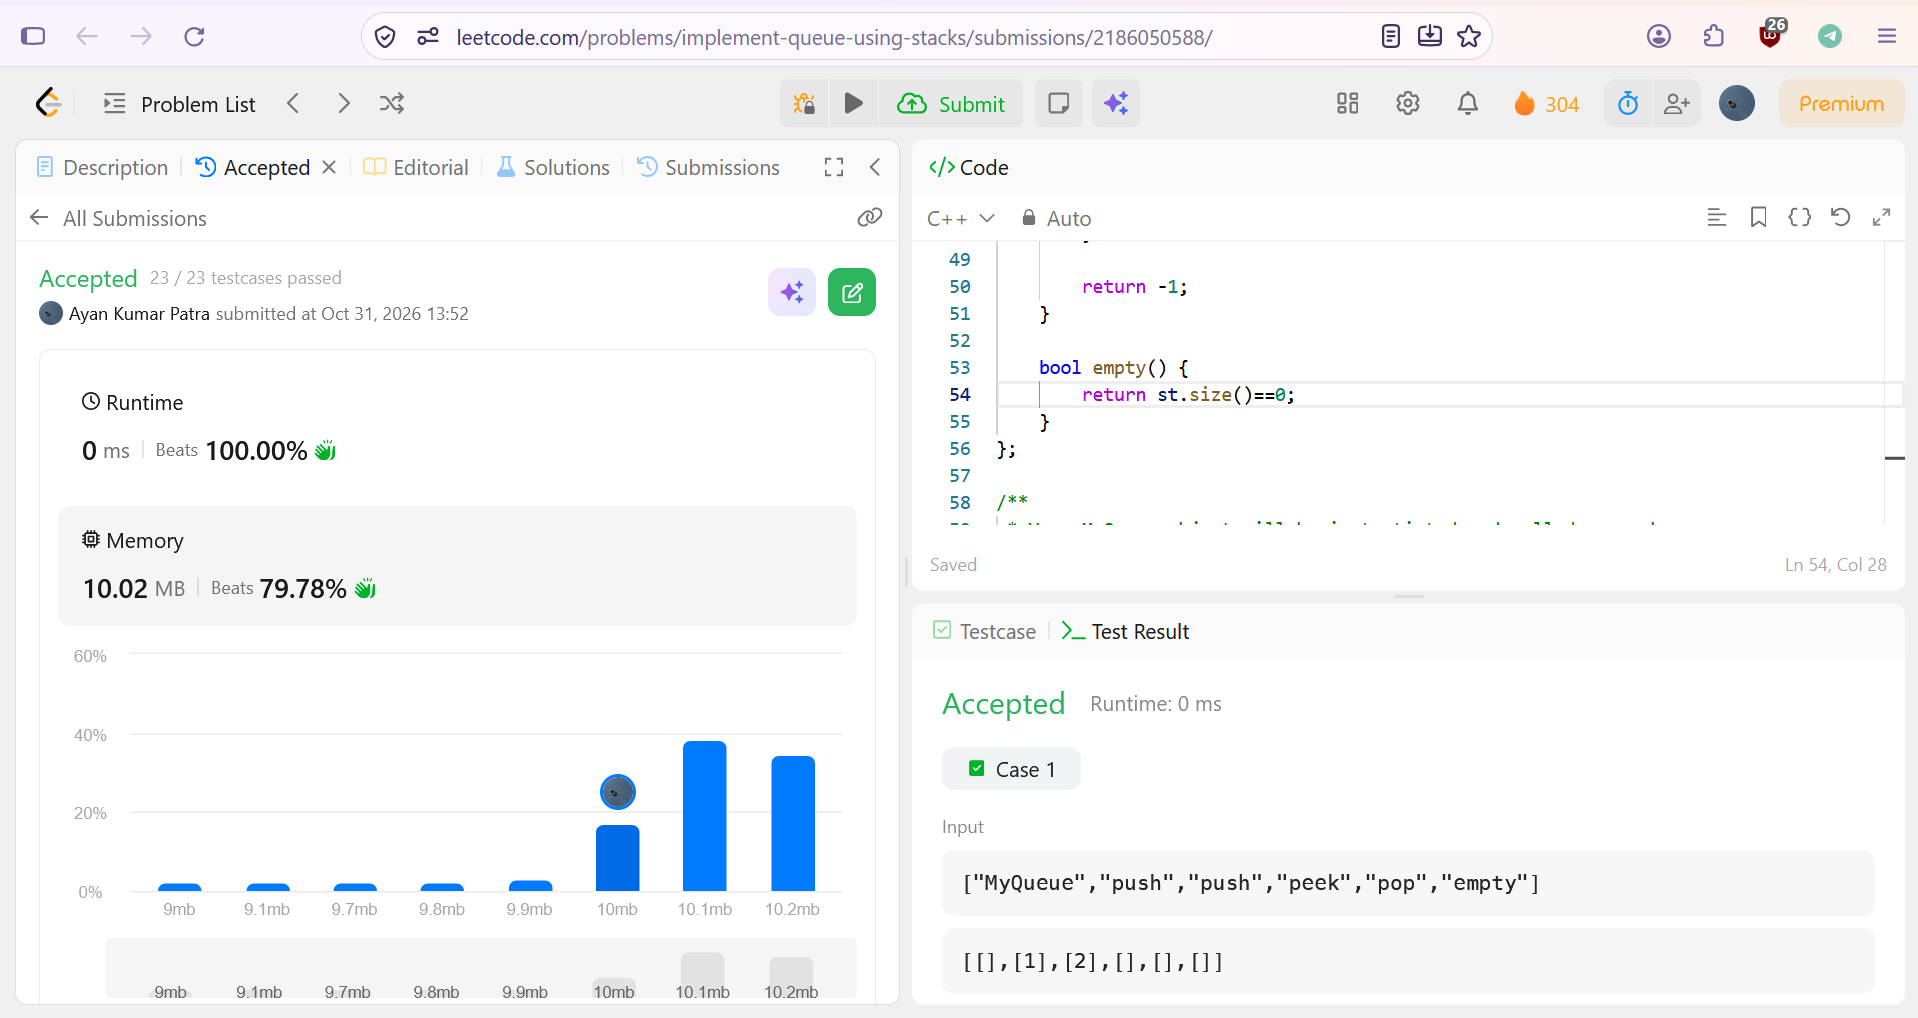 leetcode.com/problems/implement-queue-using-stacks/submissions/2186050588/
26
Problem List
Submit
304
Premium
Description
Accepted
Editorial
Solutions
Submissions
All Submissions
Accepted 23 / 23 testcases passed
Ayan Kumar Patra submitted at Oct 31, 2026 13:52
Runtime
0 ms Beats 100.00%
Memory
10.02 MB Beats 79.78%
60%
40%
20%
0%
9mb 9.1mb 9.7mb 9.8mb 9.9mb 10mb 10.1mb 10.2mb
9mb 9.1mb 9.7mb 9.8mb 9.9mb 10mb 10.1mb 10.2mb
</> Code
C++ Auto
49
50 return -1;
51 }
52
53 bool empty() {
54 return st.size()==0;
55 }
56 };
57
58 /**
Saved
Ln 54, Col 28
Testcase
Test Result
Accepted Runtime: 0 ms
Case 1
Input
["MyQueue","push","push","peek","pop","empty"]
[[],[1],[2],[],[],[]]